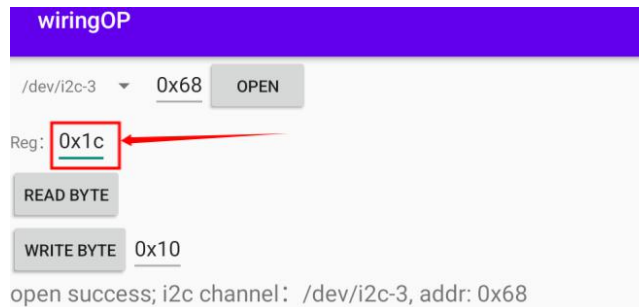 wiringOP
/dev/i2c-3 0x68 OPEN
Reg: 0x1c
READ BYTE
WRITE BYTE 0x10
open success; i2c channel: /dev/i2c-3, addr: 0x68